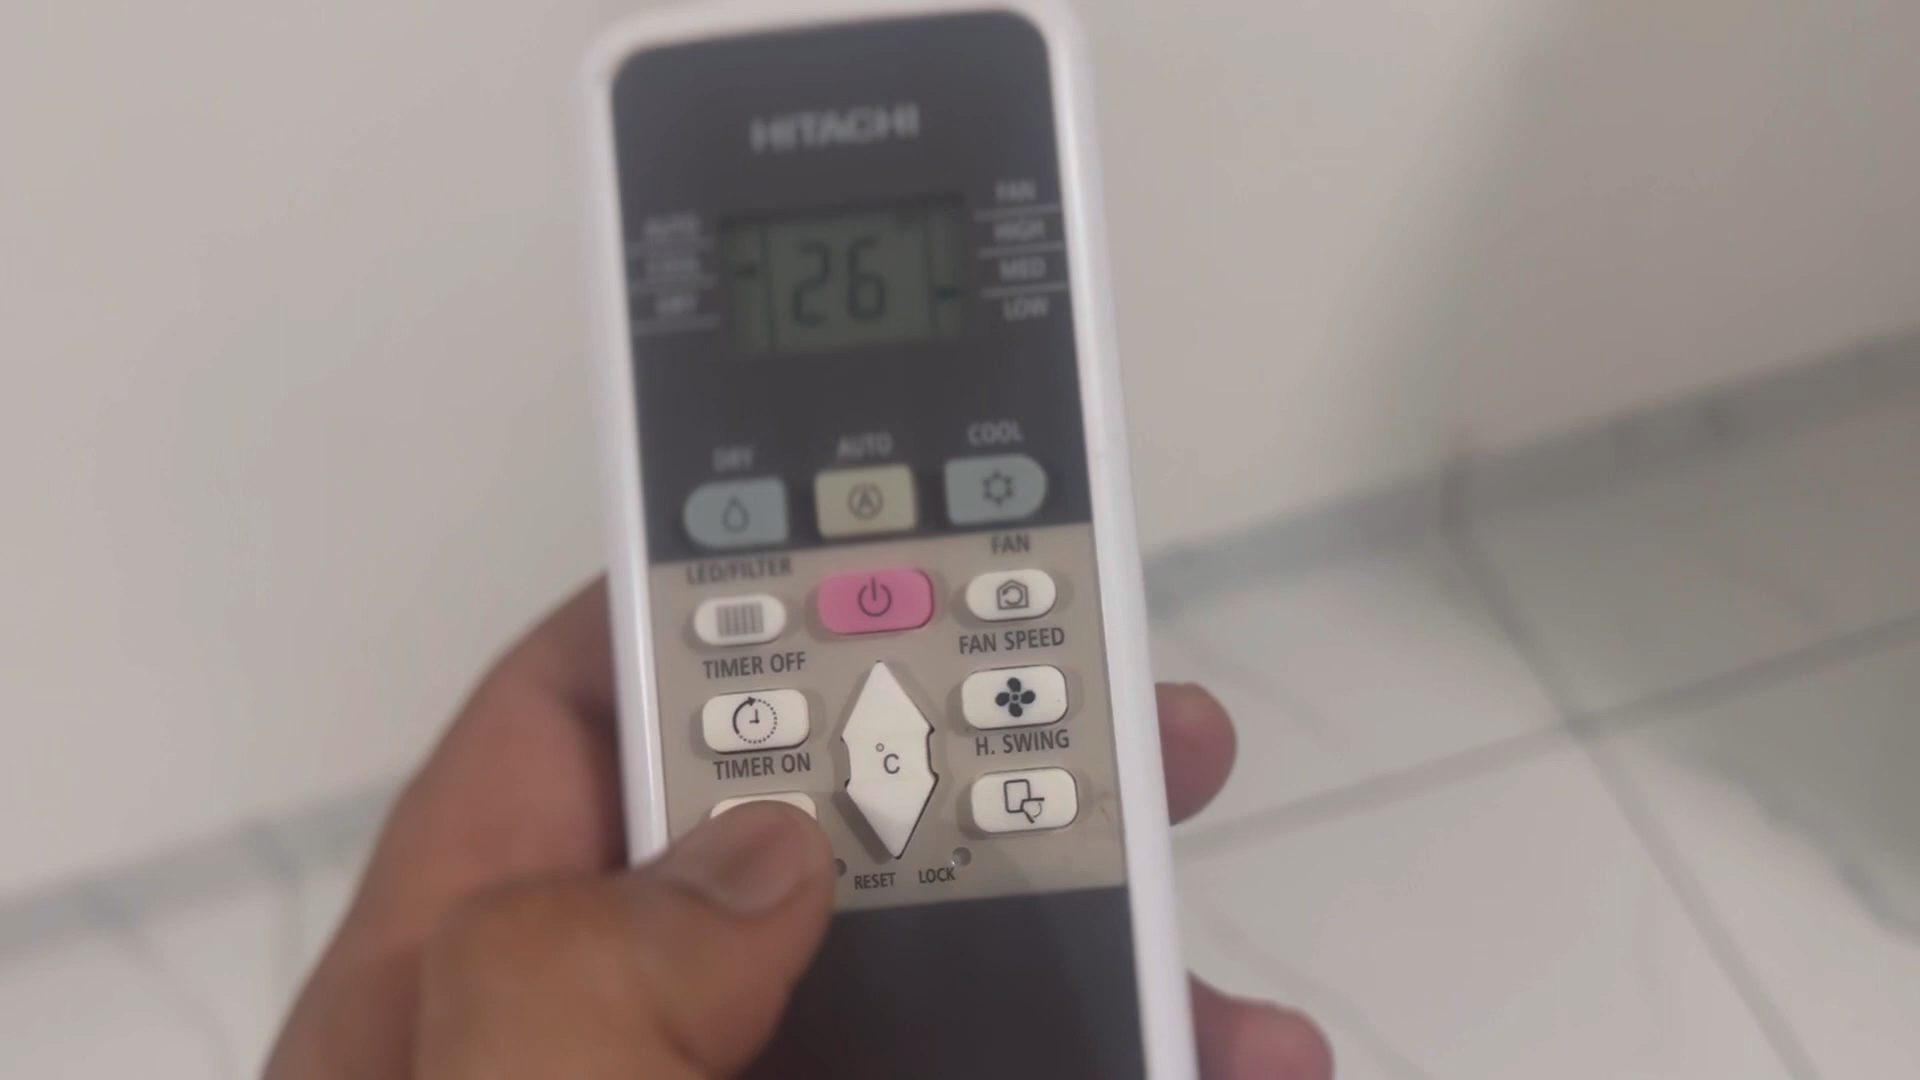 HITACHI
FAN
AUTO
HIGH
COOL
26
MED
DRY
LOW
DRY
AUTO
COOL
LED/FILTER
FAN
TIMER OFF
FAN SPEED
TIMER ON
°C
H. SWING
RESET
LOCK